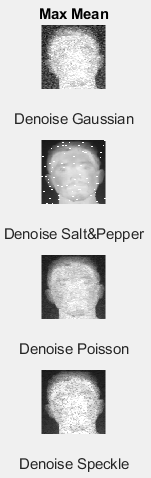 Max Mean
Denoise Gaussian
Denoise Salt&Pepper
Denoise Poisson
Denoise Speckle